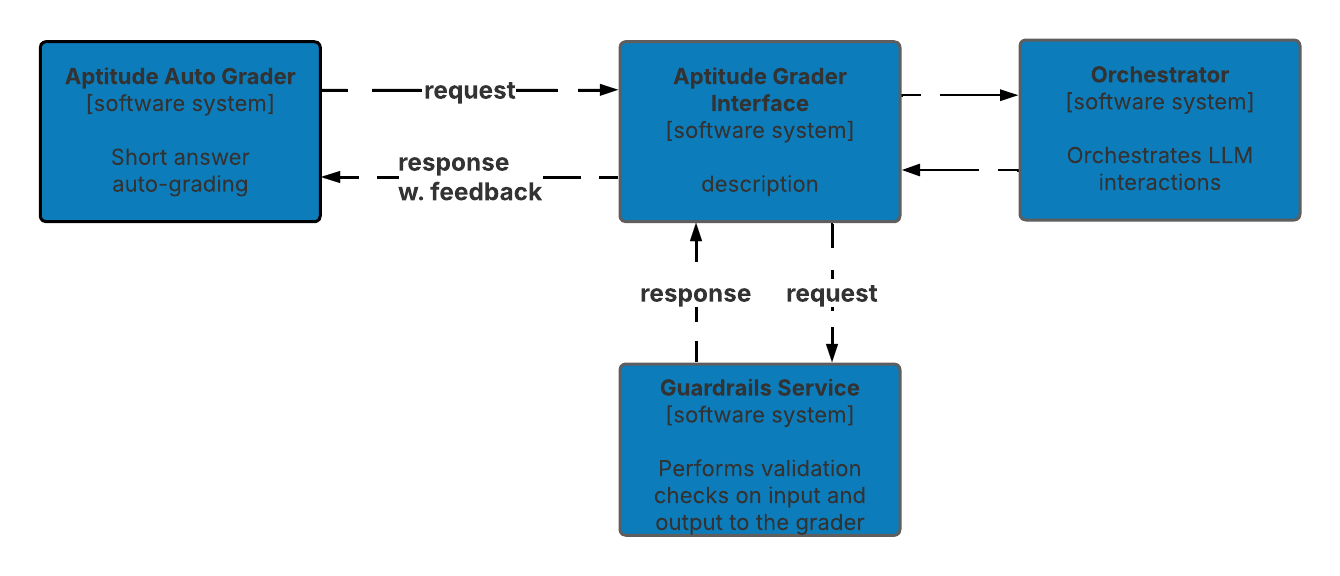 Aptitude Auto Grader
[software system]
Short answer
auto-grading
request
response
w. feedback
Aptitude Grader
Interface
[software system]
description
Orchestrator
[software system]
Orchestrates LLM
interactions
response
request
Guardrails Service
[software system]
Performs validation
checks on input and
output to the grader